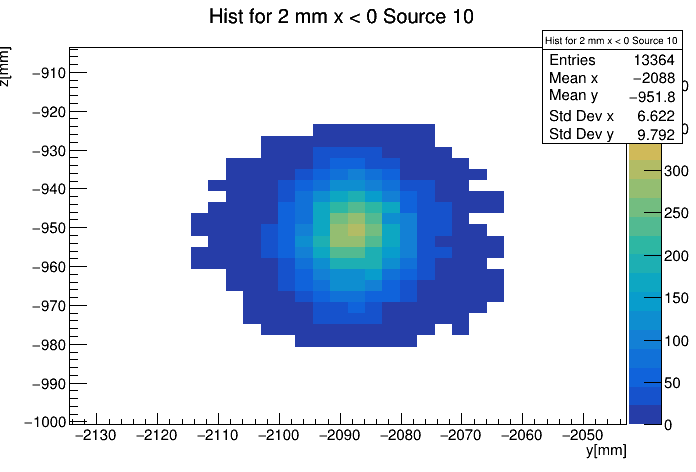 Hist for 2 mm x < 0 Source 10
Hist for 2 mm x < 0 Source 10
Entries 13364
Mean x −2088
Mean y −951.8
Std Dev x 6.622
Std Dev y 9.792
z[mm]
−910
−920
−930
−940
−950
−960
−970
−980
−990
−1000
−2130 −2120 −2110 −2100 −2090 −2080 −2070 −2060 −2050
y[mm]
300
250
200
150
100
50
0